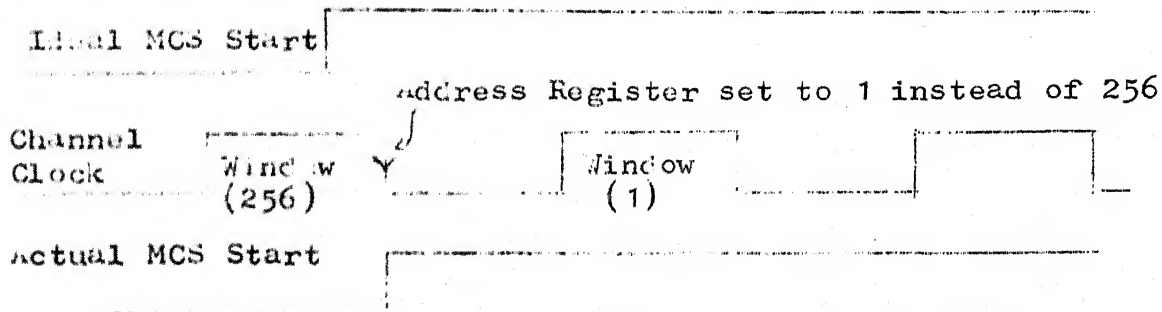 Ideal MCS Start
Address Register set to 1 instead of 256
Channel
Clock
Window
(256)
Window
(1)
Actual MCS Start